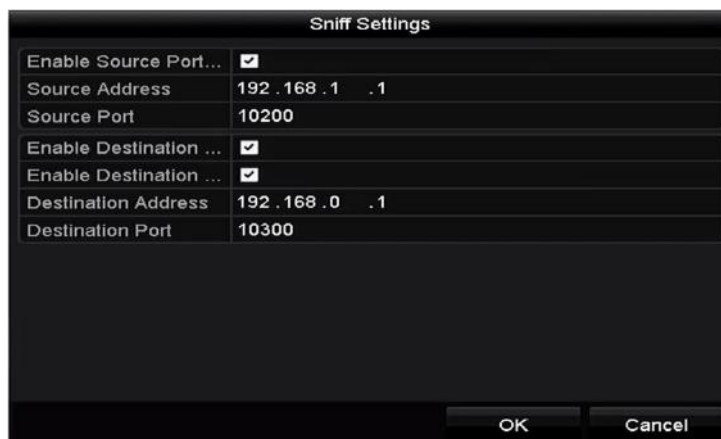 Sniff Settings
Enable Source Port...
Source Address 192 .168 .1 .1
Source Port 10200
Enable Destination ...
Enable Destination ...
Destination Address 192 .168 .0 .1
Destination Port 10300
OK Cancel